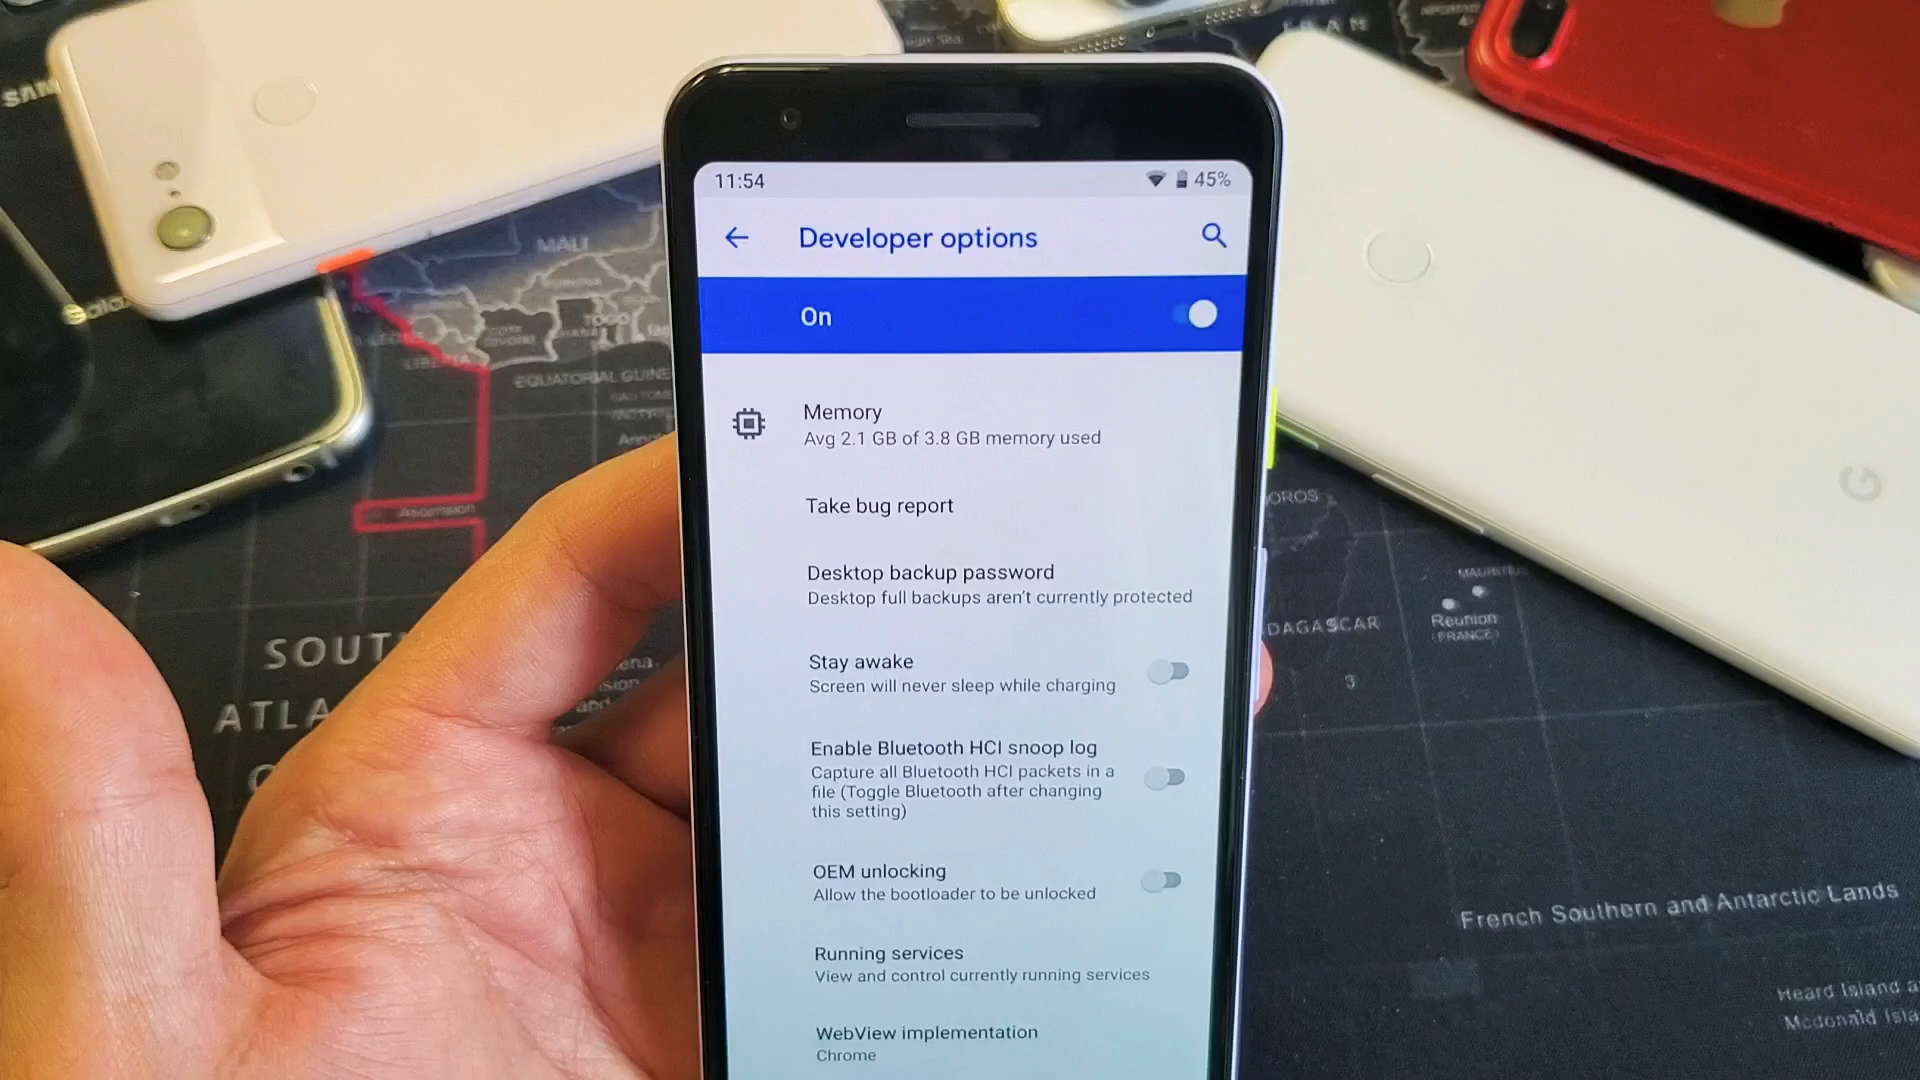 11:54
45%
Developer options
On
Memory
Avg 2.1 GB of 3.8 GB memory used
Take bug report
Desktop backup password
Desktop full backups aren't currently protected
Stay awake
Screen will never sleep while charging
Enable Bluetooth HCI snoop log
Capture all Bluetooth HCI packets in a
file (Toggle Bluetooth after changing
this setting)
OEM unlocking
Allow the bootloader to be unlocked
Running services
View and control currently running services
WebView implementation
Chrome
MALI
TOGO
EQUATORIAL GUINE
Ascension
SOUT
ATLA
OROS
DAGASCAR
Reunion
(FRANCE)
3
French Southern and Antarctic Lands
Heard Island a
Mcdonald Isla
G